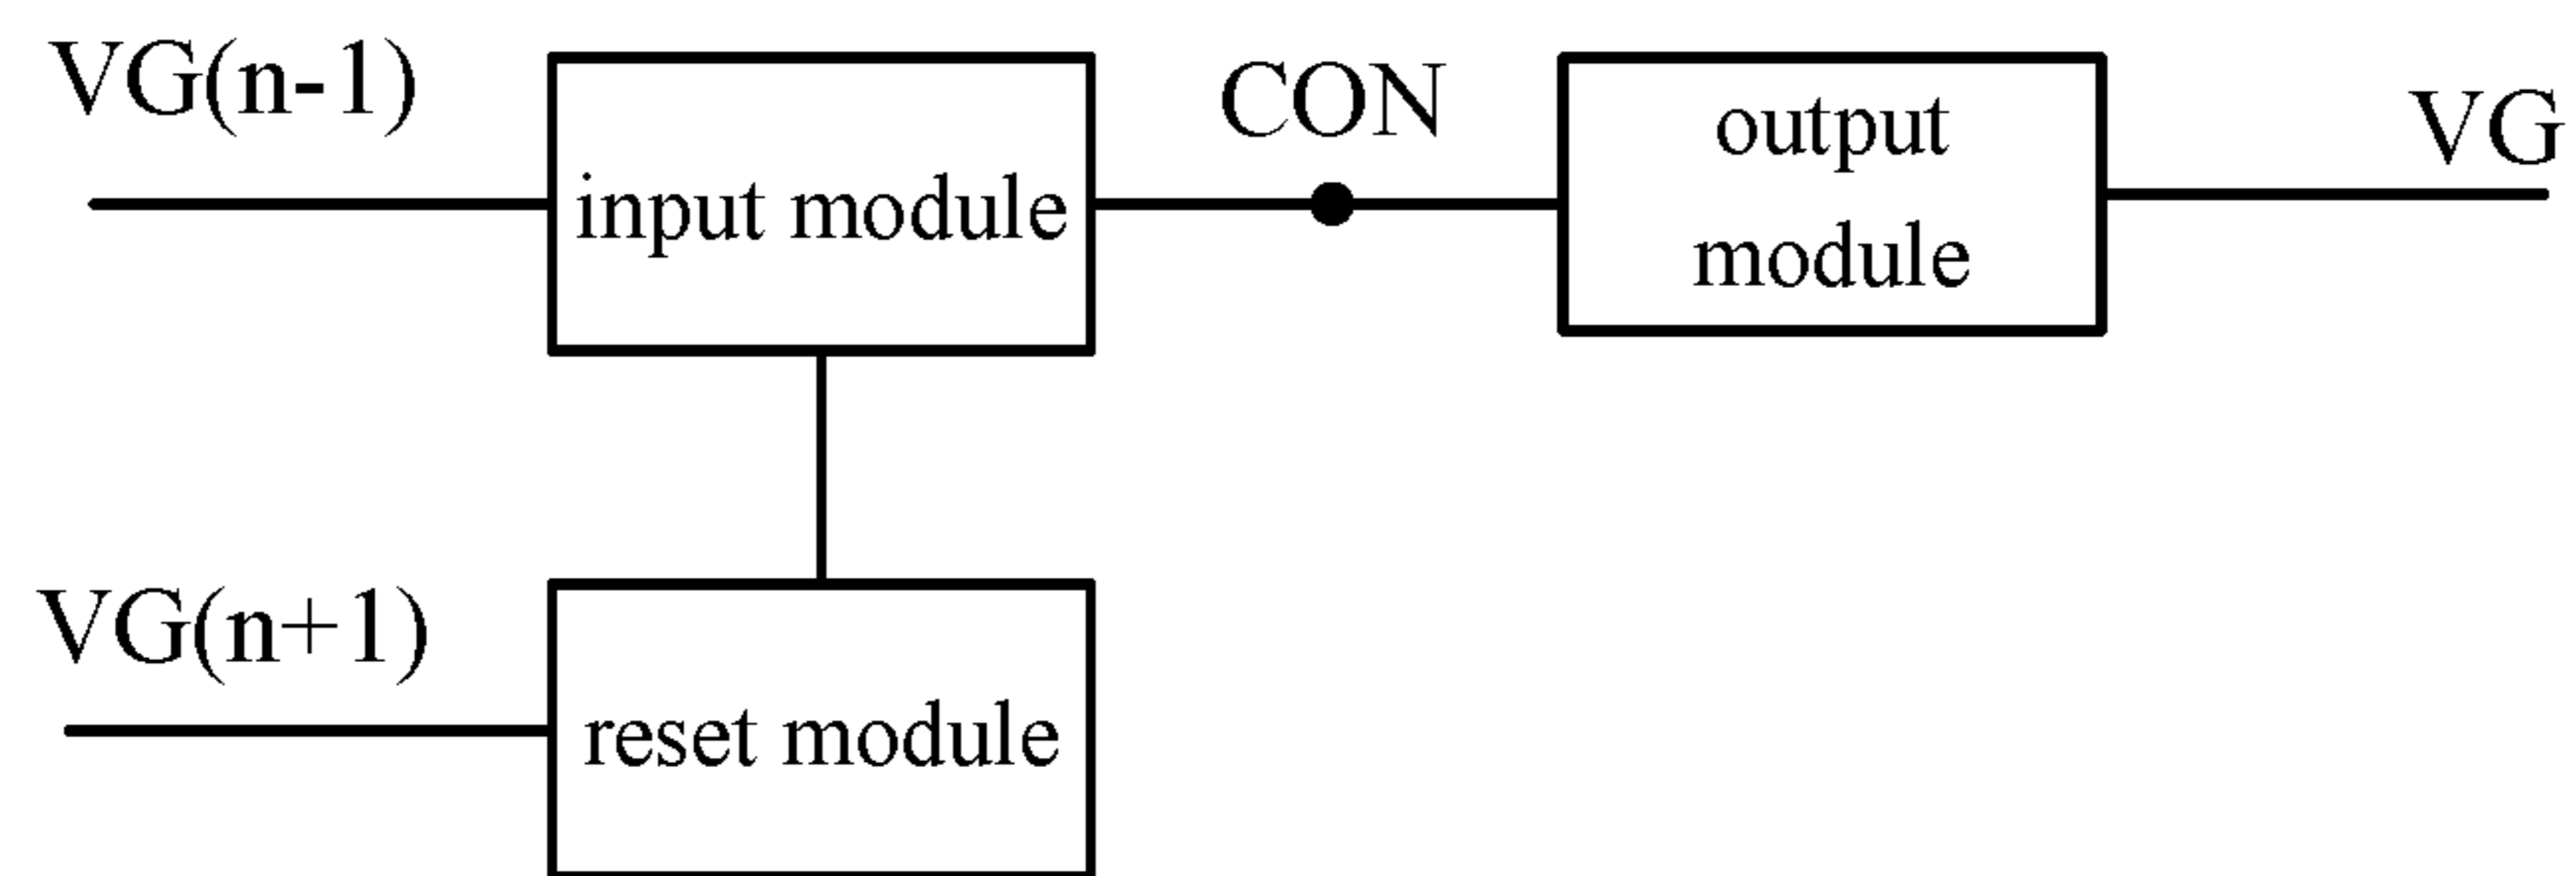 VG(n-1)
input module
CON
output
module
VG
VG(n+1)
reset module